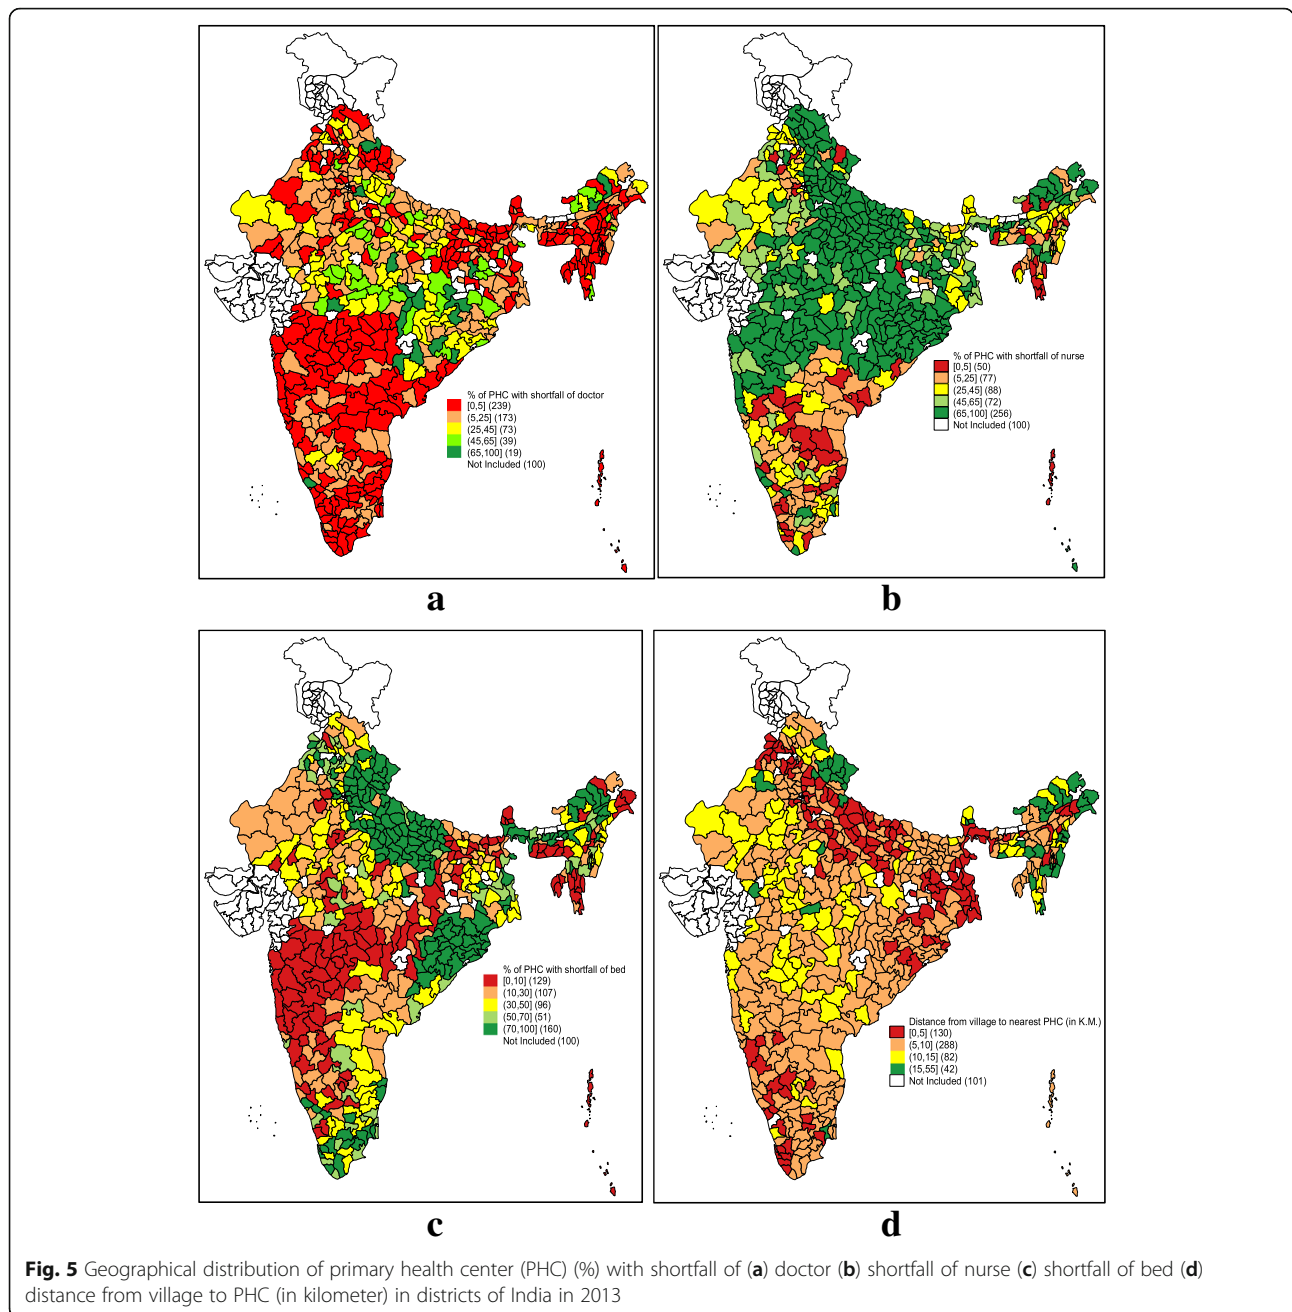 % of PHC with shortfall of doctor
[0,5] (239)
(5,25] (173)
(25,45] (73)
(45,65] (39)
(65,100] (19)
Not Included (100)
a
% of PHC with shortfall of nurse
[0,5] (50)
(5,25] (77)
(25,45] (88)
(45,65] (72)
(65,100] (256)
Not Included (100)
b
% of PHC with shortfall of bed
[0,10] (129)
(10,30] (107)
(30,50] (96)
(50,70] (51)
(70,100] (160)
Not Included (100)
c
Distance from village to nearest PHC (in K.M.)
[0,5] (130)
(5,10] (288)
(10,15] (82)
(15,55] (42)
Not Included (101)
d
Fig. 5 Geographical distribution of primary health center (PHC) (%) with shortfall of (a) doctor (b) shortfall of nurse (c) shortfall of bed (d)
distance from village to PHC (in kilometer) in districts of India in 2013